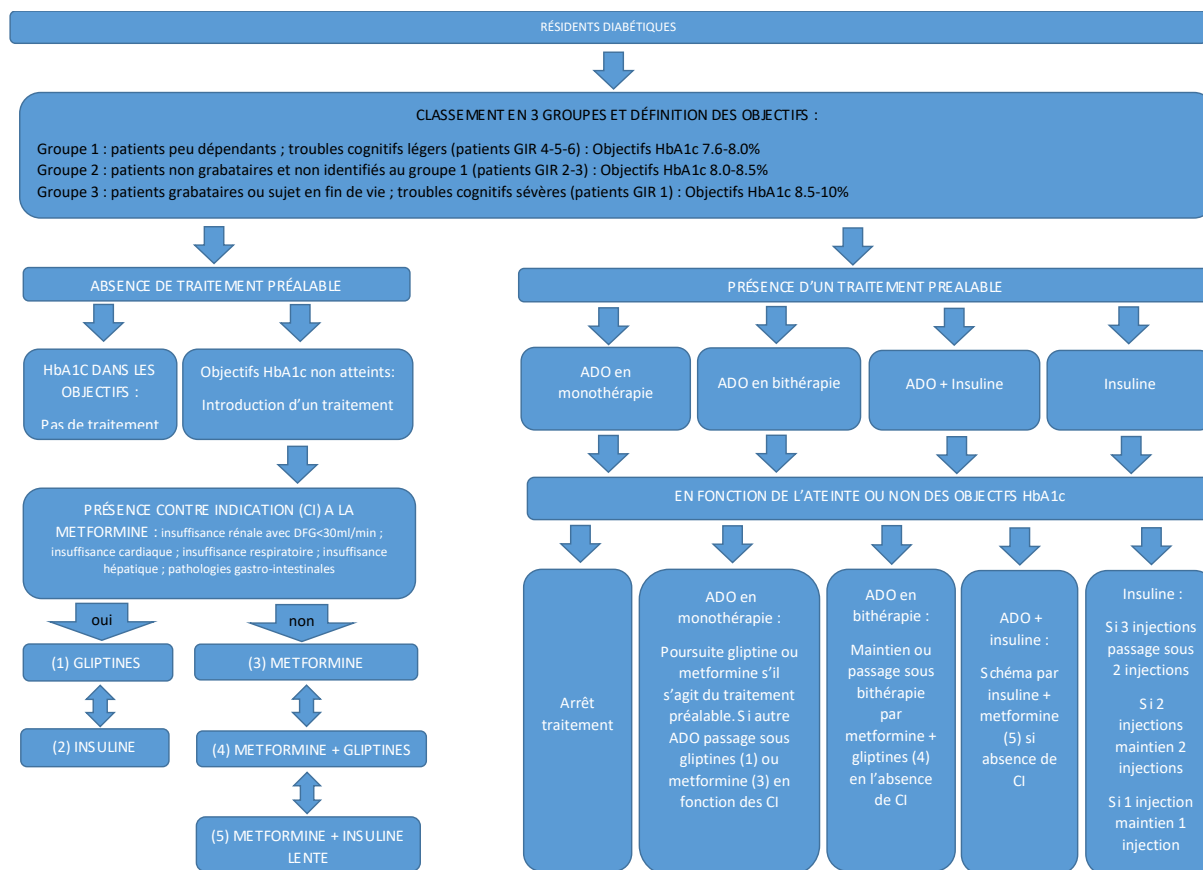 RÉSIDENTS DIABÉTIQUES
CLASSEMENT EN 3 GROUPES ET DÉFINITION DES OBJECTIFS :
Groupe 1 : patients peu dépendants ; troubles cognitifs légers (patients GIR 4-5-6) : Objectifs HbA1c 7.6-8.0%
Groupe 2 : patients non grabataires et non identifiés au groupe 1 (patients GIR 2-3) : Objectifs HbA1c 8.0-8.5%
Groupe 3 : patients grabataires ou sujet en fin de vie ; troubles cognitifs sévères (patients GIR 1) : Objectifs HbA1c 8.5-10%
ABSENCE DE TRAITEMENT PRÉALABLE
HbA1C DANS LES
OBJECTIFS :
Pas de traitement
Objectifs HbA1c non atteints:
Introduction d'un traitement
PRÉSENCE CONTRE INDICATION (CI) A LA
METFORMINE : insuffisance rénale avec DFG<30ml/min ;
insuffisance cardiaque ; insuffisance respiratoire ; insuffisance
hépatique ; pathologies gastro-intestinales
oui
non
(1) GLIPTINES
(3) METFORMINE
(2) INSULINE
(4) METFORMINE + GLIPTINES
(5) METFORMINE + INSULINE
LENTE
PRÉSENCE D'UN TRAITEMENT PREALABLE
ADO en
monothérapie
ADO en bithérapie
ADO + Insuline
Insuline
EN FONCTION DE L'ATEINTE OU NON DES OBJECTFS HbA1c
Arrêt
traitement
ADO en
monothérapie :
Poursuite gliptine ou
metformine s'il
s'agit du traitement
préalable. Si autre
ADO passage sous
gliptines (1) ou
metformine (3) en
fonction des CI
ADO en
bithérapie :
Maintien ou
passage sous
bithérapie
par
metformine +
gliptines (4)
en l'absence
de CI
ADO +
insuline :
Schéma par
insuline +
metformine
(5) si
absence de
CI
Insuline :
Si 3 injections
passage sous
2 injections
Si 2
injections
maintien 2
injections
Si 1 injection
maintien 1
injection